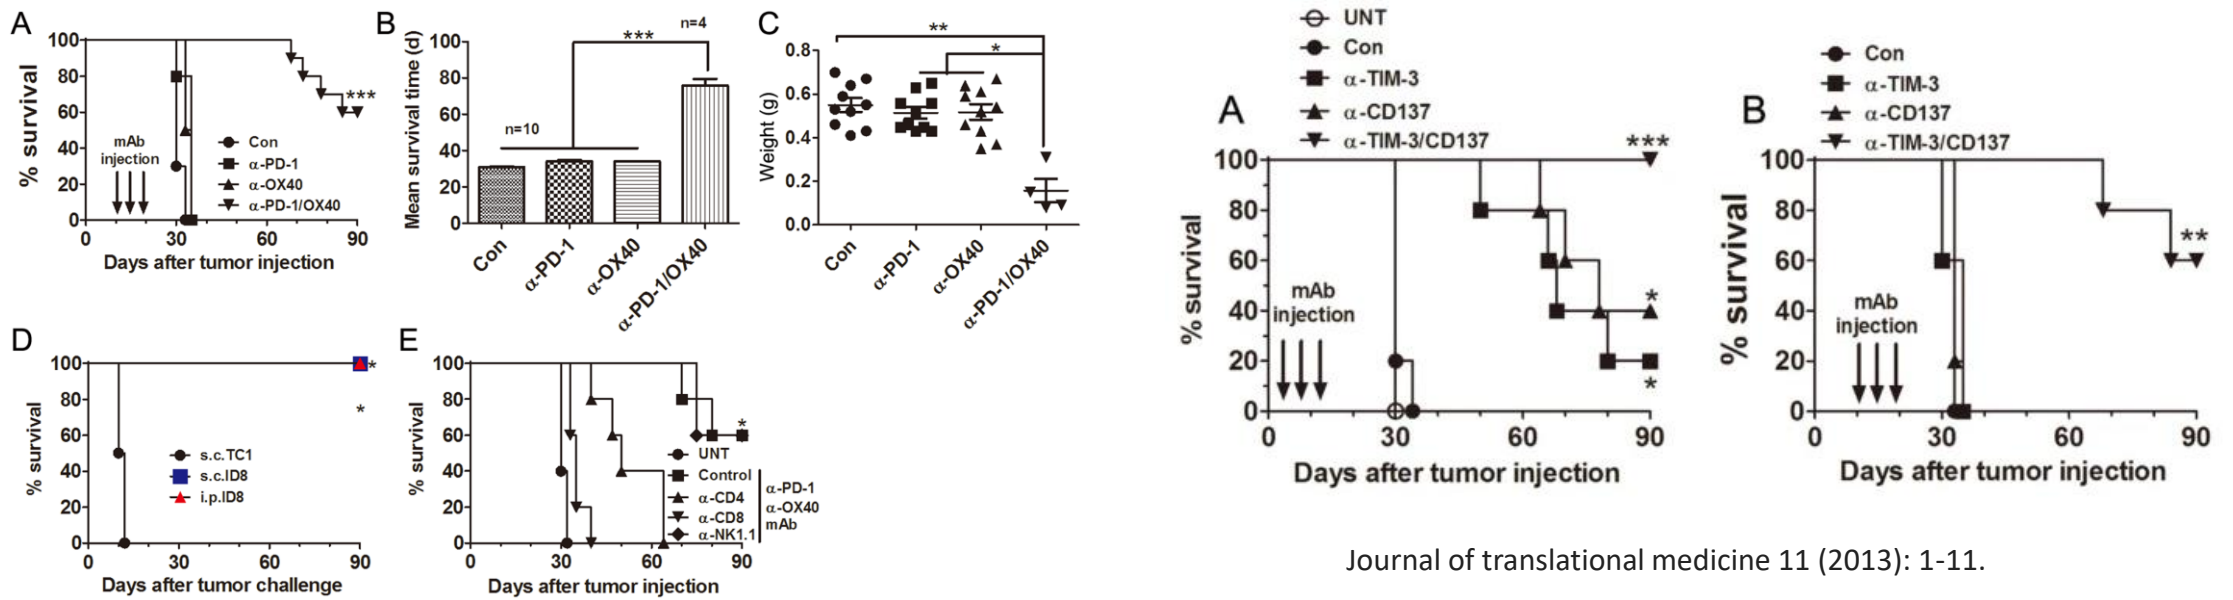 A
% survival
100
80
60
40
20
0
0 30 60 90
Days after tumor injection
mAb
injection
Con
α-PD-1
α-OX40
α-PD-1/OX40
***
B
Mean survival time (d)
100
80
60
40
20
0
n=10
***
n=4
Con
α-PD-1
α-OX40
α-PD-1/OX40
C
Weight (g)
0.8
0.6
0.4
0.2
0.0
**
*
Con
α-PD-1
α-OX40
α-PD-1/OX40
D
% survival
100
80
60
40
20
0
0 30 60 90
Days after tumor challenge
s.c.TC1
s.c.ID8
i.p.ID8
*
*
E
% survival
100
80
60
40
20
0
0 30 60 90
Days after tumor injection
*
UNT
Control
α-CD4
α-CD8
α-NK1.1
α-PD-1
α-OX40
mAb
A
UNT
Con
α-TIM-3
α-CD137
α-TIM-3/CD137
***
% survival
100
80
60
40
20
0
mAb
injection
*
*
0 30 60 90
Days after tumor injection
B
Con
α-TIM-3
α-CD137
α-TIM-3/CD137
% survival
100
80
60
40
20
0
mAb
injection
**
0 30 60 90
Days after tumor injection
Journal of translational medicine 11 (2013): 1-11.